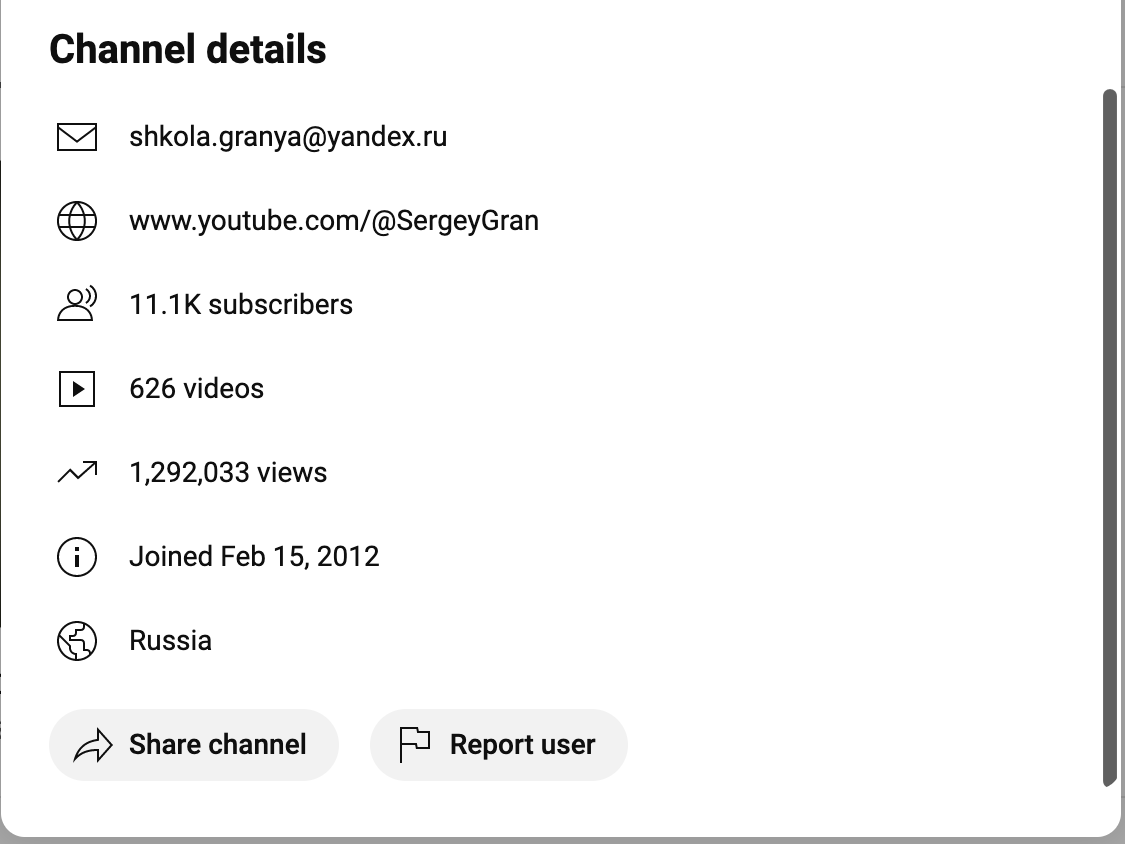 Channel details
shkola.granya@yandex.ru
www.youtube.com/@SergeyGran
11.1K subscribers
626 videos
1,292,033 views
Joined Feb 15, 2012
Russia
Share channel
Report user